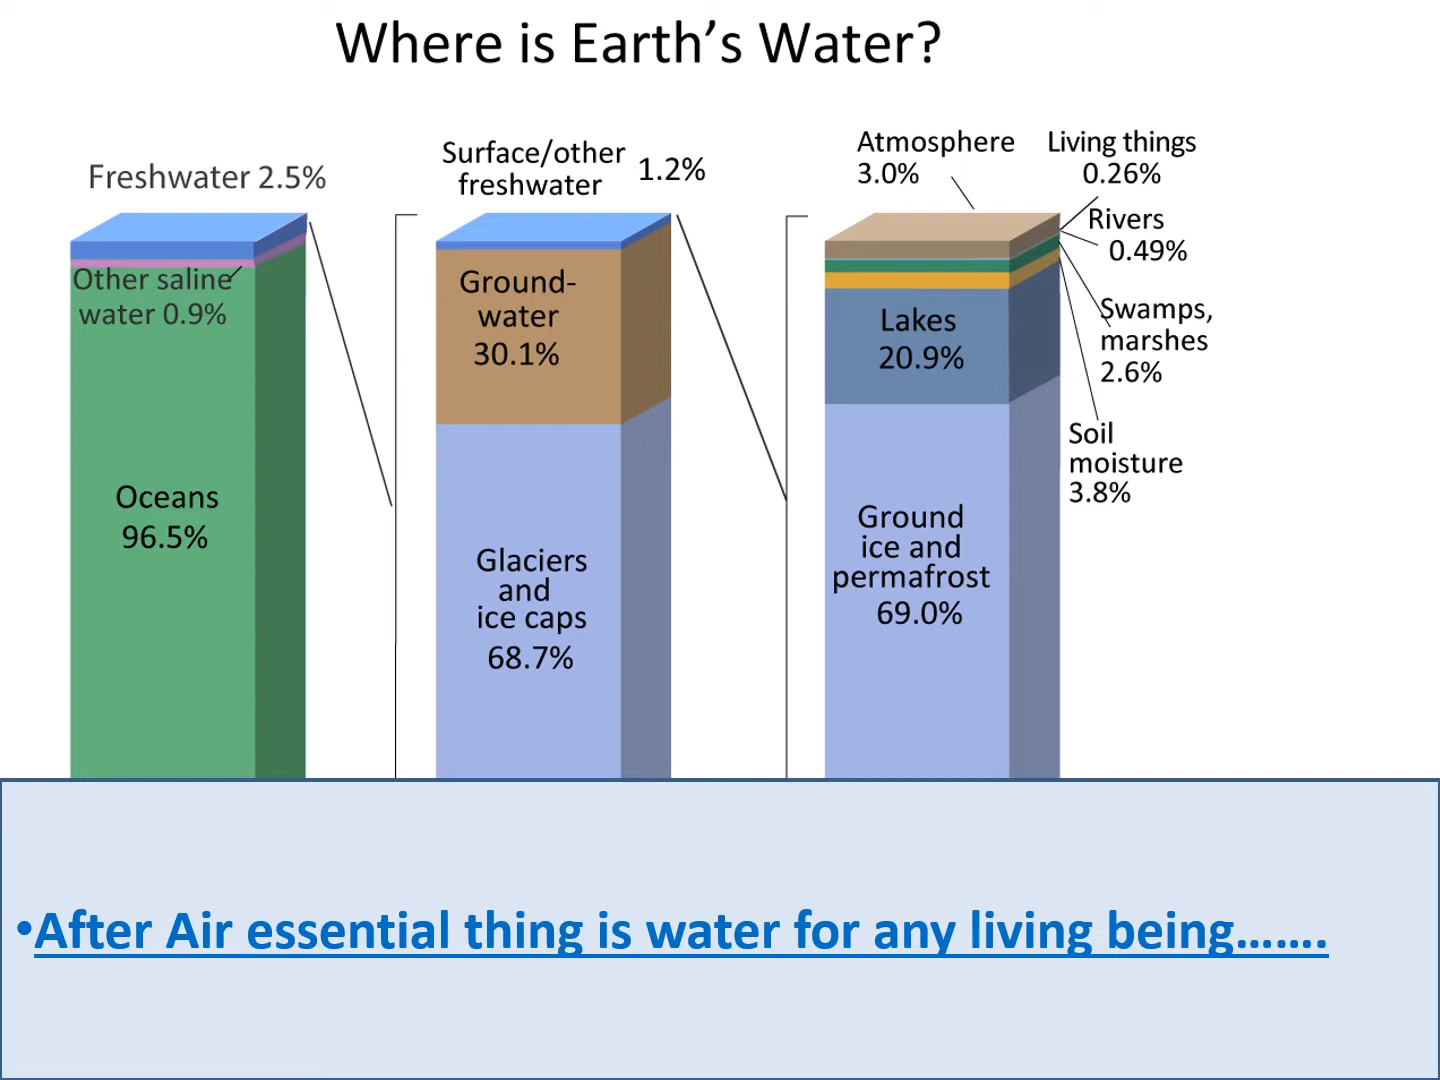 Where is Earth's Water?
Freshwater 2.5%
Other saline
water 0.9%
Oceans
96.5%
Surface/other
freshwater
1.2%
Ground-
water
30.1%
Glaciers
and
ice caps
68.7%
Atmosphere
3.0%
Living things
0.26%
Rivers
0.49%
Swamps,
marshes
2.6%
Soil
moisture
3.8%
Lakes
20.9%
Ground
ice and
permafrost
69.0%
•After Air essential thing is water for any living being.......